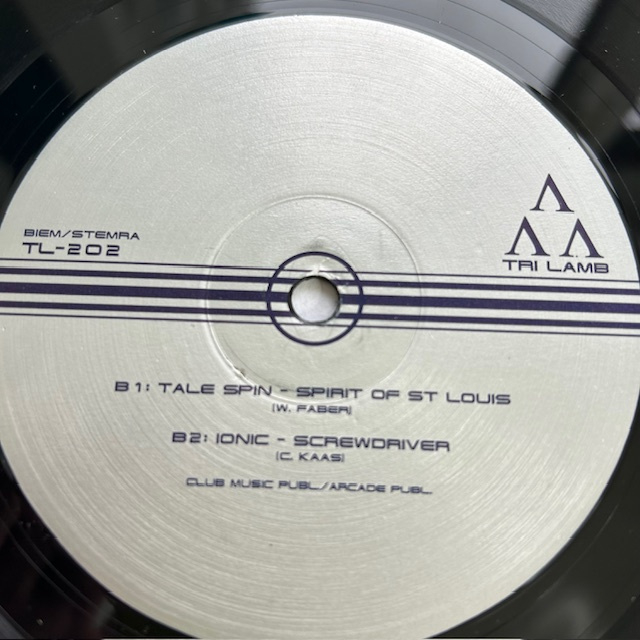 Λ
Λ Λ
TRI LAMB
BIEM/STEMRA
TL-202
B1: TALE SPIN - SPIRIT OF ST LOUIS
(W. FABER)
B2: IONIC - SCREWDRIVER
(C. KAAS)
CLUB MUSIC PUBL./ARCADE PUBL.